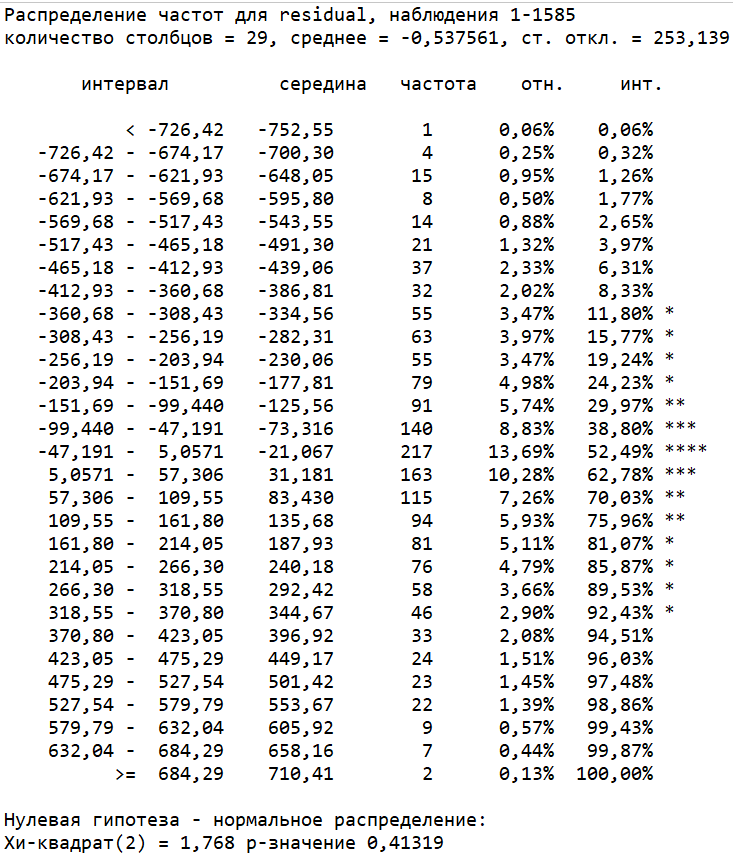 Распределение частот для residual, наблюдения 1-1585
количество столбцов = 29, среднее = -0,537561, ст. откл. = 253,139
интервал середина частота отн. инт.
< -726,42 -752,55 1 0,06% 0,06%
-726,42 - -674,17 -700,30 4 0,25% 0,32%
-674,17 - -621,93 -648,05 15 0,95% 1,26%
-621,93 - -569,68 -595,80 8 0,50% 1,77%
-569,68 - -517,43 -543,55 14 0,88% 2,65%
-517,43 - -465,18 -491,30 21 1,32% 3,97%
-465,18 - -412,93 -439,06 37 2,33% 6,31%
-412,93 - -360,68 -386,81 32 2,02% 8,33%
-360,68 - -308,43 -334,56 55 3,47% 11,80% *
-308,43 - -256,19 -282,31 63 3,97% 15,77% *
-256,19 - -203,94 -230,06 55 3,47% 19,24% *
-203,94 - -151,69 -177,81 79 4,98% 24,23% *
-151,69 - -99,440 -125,56 91 5,74% 29,97% **
-99,440 - -47,191 -73,316 140 8,83% 38,80% ***
-47,191 - 5,0571 -21,067 217 13,69% 52,49% ****
5,0571 - 57,306 31,181 163 10,28% 62,78% ***
57,306 - 109,55 83,430 115 7,26% 70,03% **
109,55 - 161,80 135,68 94 5,93% 75,96% **
161,80 - 214,05 187,93 81 5,11% 81,07% *
214,05 - 266,30 240,18 76 4,79% 85,87% *
266,30 - 318,55 292,42 58 3,66% 89,53% *
318,55 - 370,80 344,67 46 2,90% 92,43% *
370,80 - 423,05 396,92 33 2,08% 94,51%
423,05 - 475,29 449,17 24 1,51% 96,03%
475,29 - 527,54 501,42 23 1,45% 97,48%
527,54 - 579,79 553,67 22 1,39% 98,86%
579,79 - 632,04 605,92 9 0,57% 99,43%
632,04 - 684,29 658,16 7 0,44% 99,87%
>= 684,29 710,41 2 0,13% 100,00%
Нулевая гипотеза - нормальное распределение:
Хи-квадрат(2) = 1,768 р-значение 0,41319